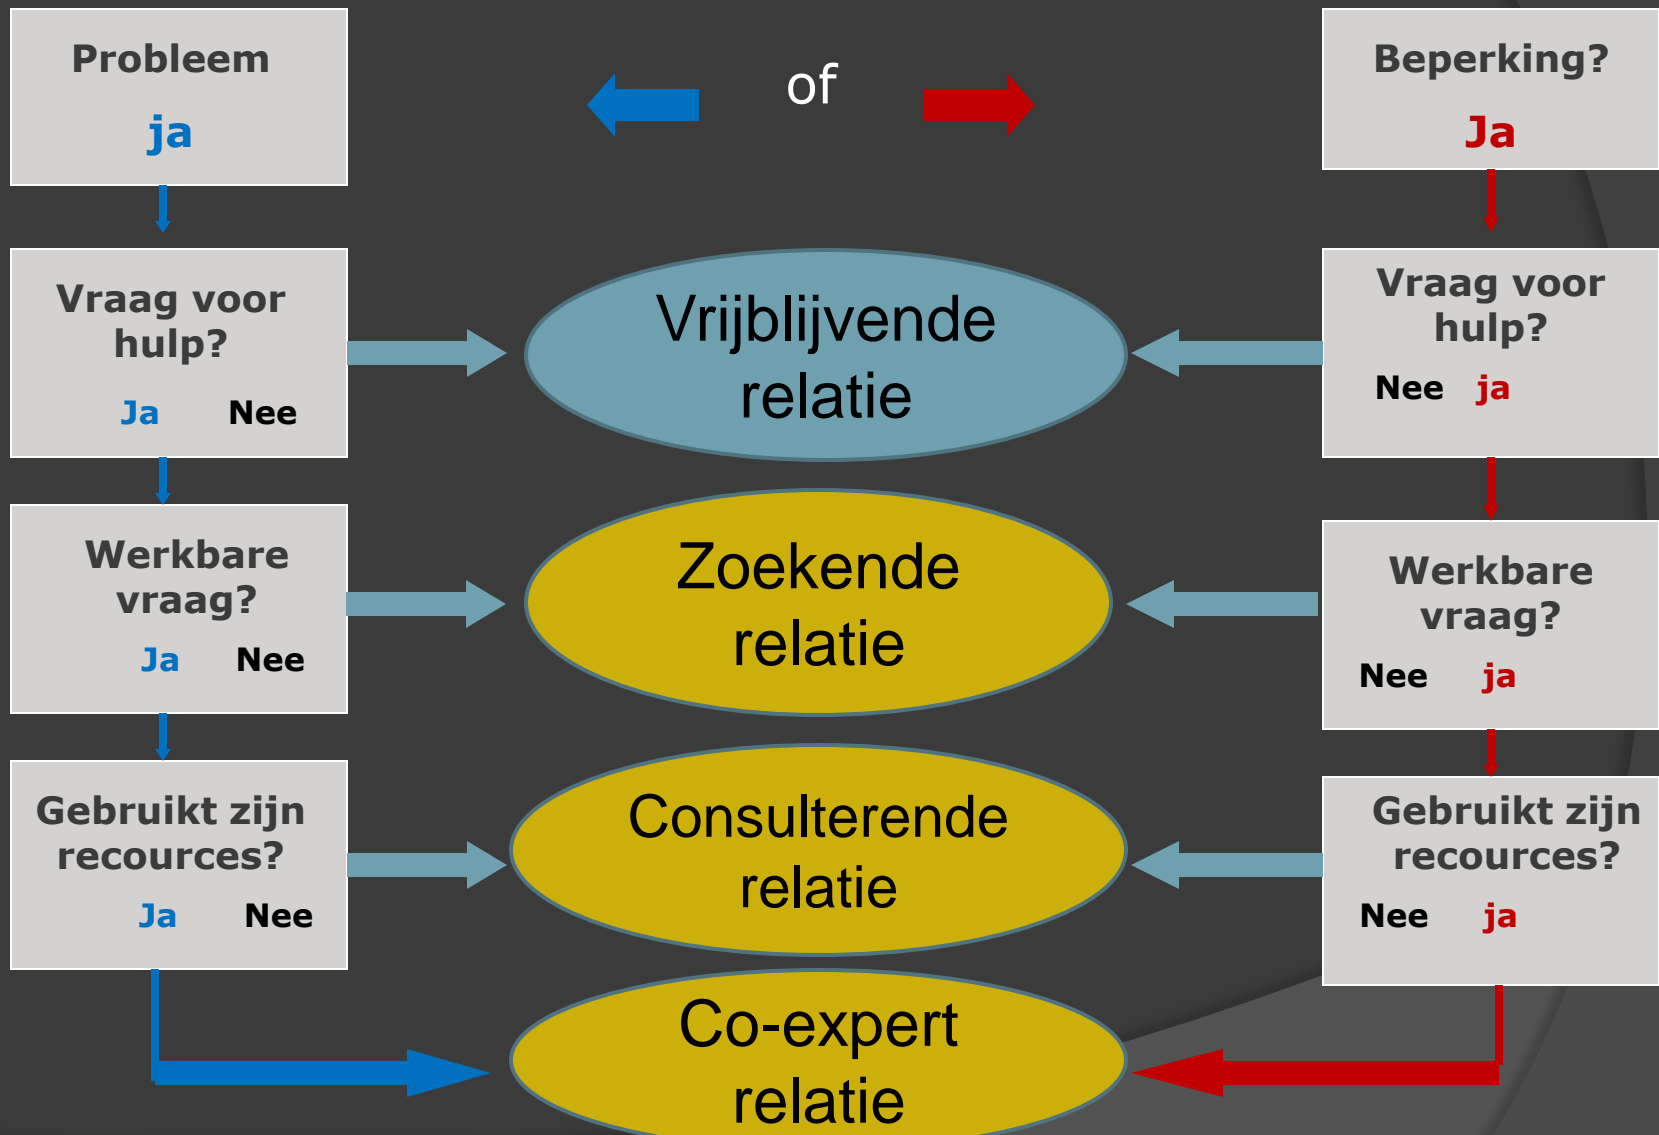 Probleem
ja
of
Beperking?
Ja
Vraag voor
hulp?
Ja Nee
Vrijblijvende
relatie
Vraag voor
hulp?
Nee ja
Werkbare
vraag?
Ja Nee
Zoekende
relatie
Werkbare
vraag?
Nee ja
Gebruikt zijn
recources?
Ja Nee
Consulterende
relatie
Gebruikt zijn
recources?
Nee ja
Co-expert
relatie